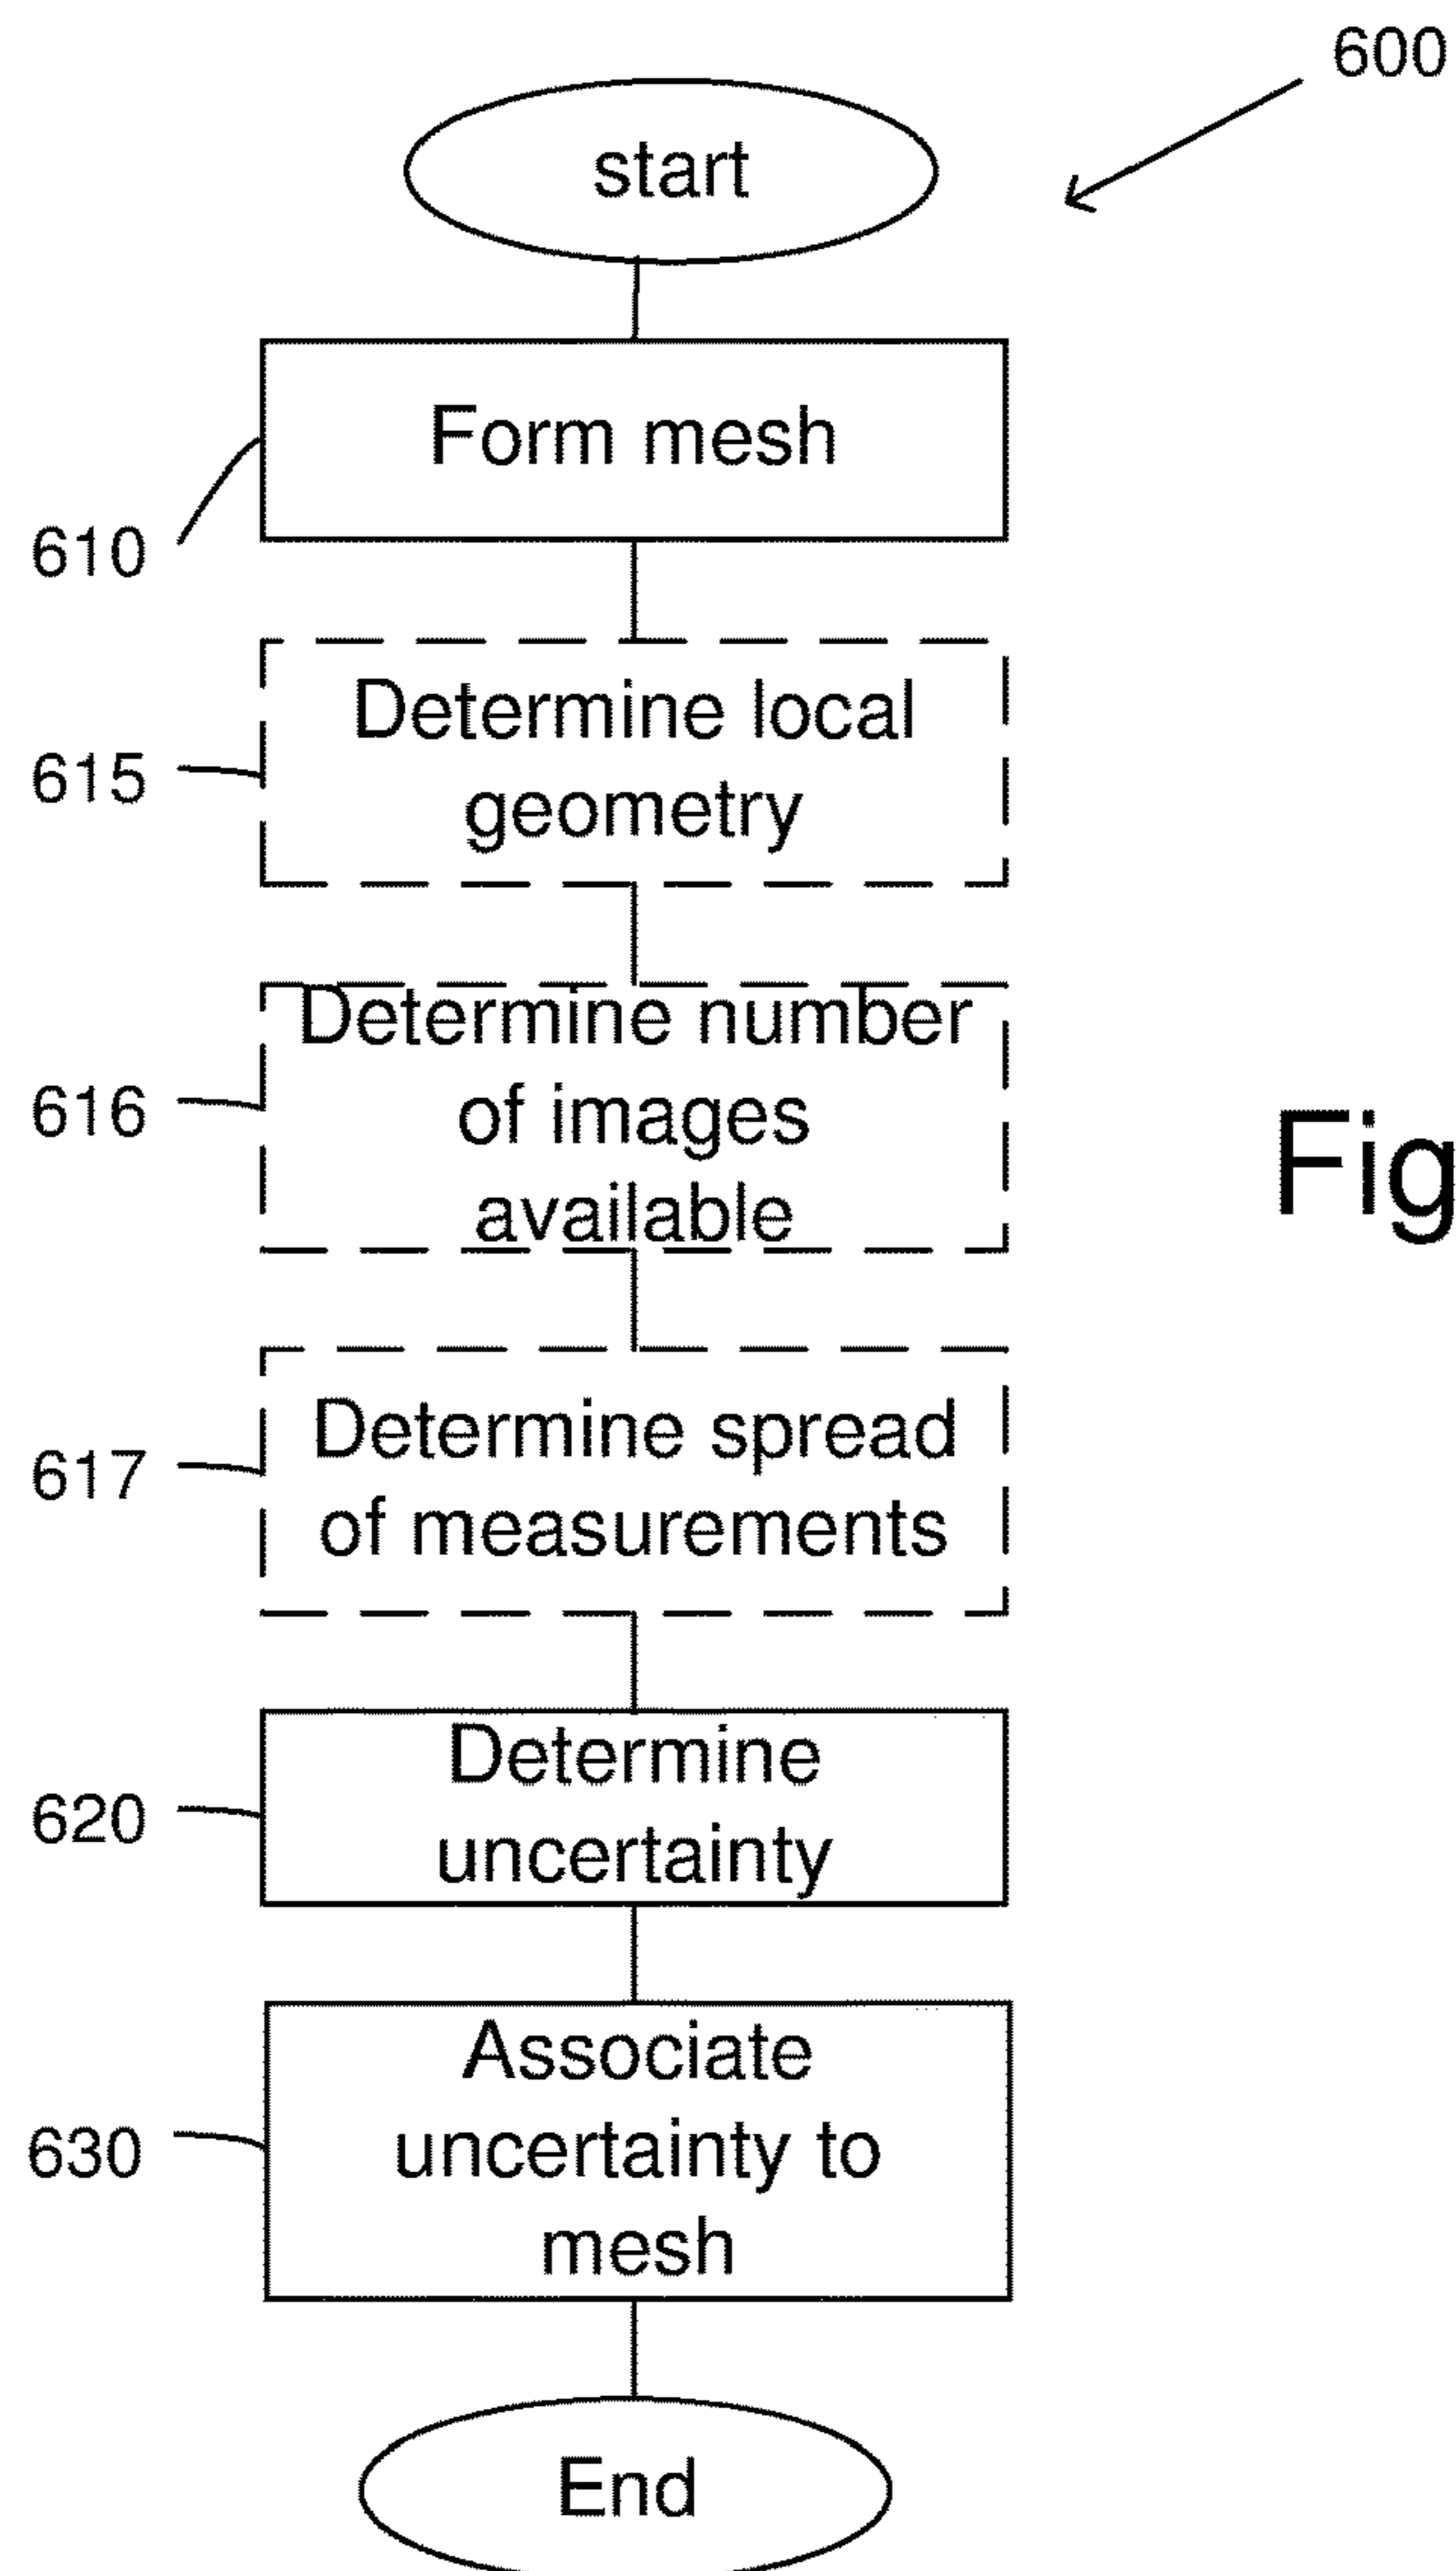 600
start
Form mesh
610
Determine local
geometry
615
Determine number
of images
available
616
Fig
Determine spread
of measurements
617
Determine
uncertainty
620
Associate
uncertainty to
mesh
630
End